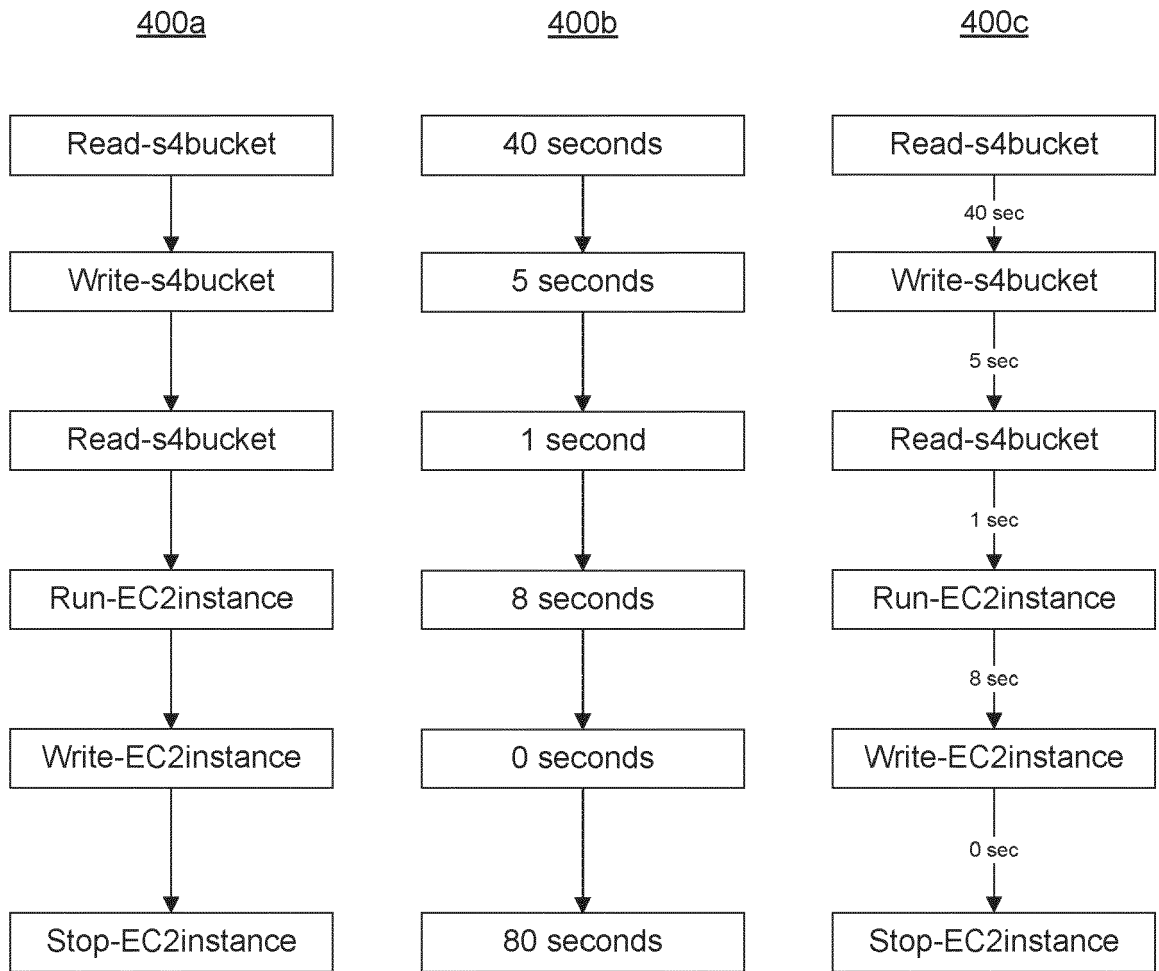 400a
400b
400c
Read-s4bucket
40 seconds
Read-s4bucket
40 sec
Write-s4bucket
5 seconds
Write-s4bucket
5 sec
Read-s4bucket
1 second
Read-s4bucket
1 sec
Run-EC2instance
8 seconds
Run-EC2instance
8 sec
Write-EC2instance
0 seconds
Write-EC2instance
0 sec
Stop-EC2instance
80 seconds
Stop-EC2instance